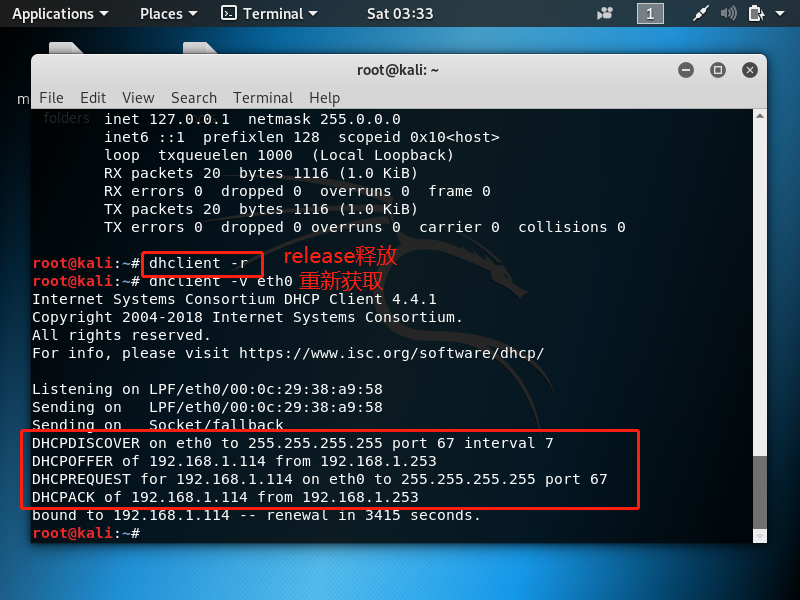 Applications Places Terminal Sat 03:33 1
root@kali: ~
File Edit View Search Terminal Help
m
folders
inet 127.0.0.1 netmask 255.0.0.0
inet6 ::1 prefixlen 128 scopeid 0x10<host>
loop txqueuelen 1000 (Local Loopback)
RX packets 20 bytes 1116 (1.0 KiB)
RX errors 0 dropped 0 overruns 0 frame 0
TX packets 20 bytes 1116 (1.0 KiB)
TX errors 0 dropped 0 overruns 0 carrier 0 collisions 0
root@kali:~# dhclient -r release释放
root@kali:~# dhclient -v eth0 重新获取
Internet Systems Consortium DHCP Client 4.4.1
Copyright 2004-2018 Internet Systems Consortium.
All rights reserved.
For info, please visit https://www.isc.org/software/dhcp/
Listening on LPF/eth0/00:0c:29:38:a9:58
Sending on LPF/eth0/00:0c:29:38:a9:58
Sending on Socket/fallback
DHCPDISCOVER on eth0 to 255.255.255.255 port 67 interval 7
DHCPOFFER of 192.168.1.114 from 192.168.1.253
DHCPREQUEST for 192.168.1.114 on eth0 to 255.255.255.255 port 67
DHCPACK of 192.168.1.114 from 192.168.1.253
bound to 192.168.1.114 -- renewal in 3415 seconds.
root@kali:~#